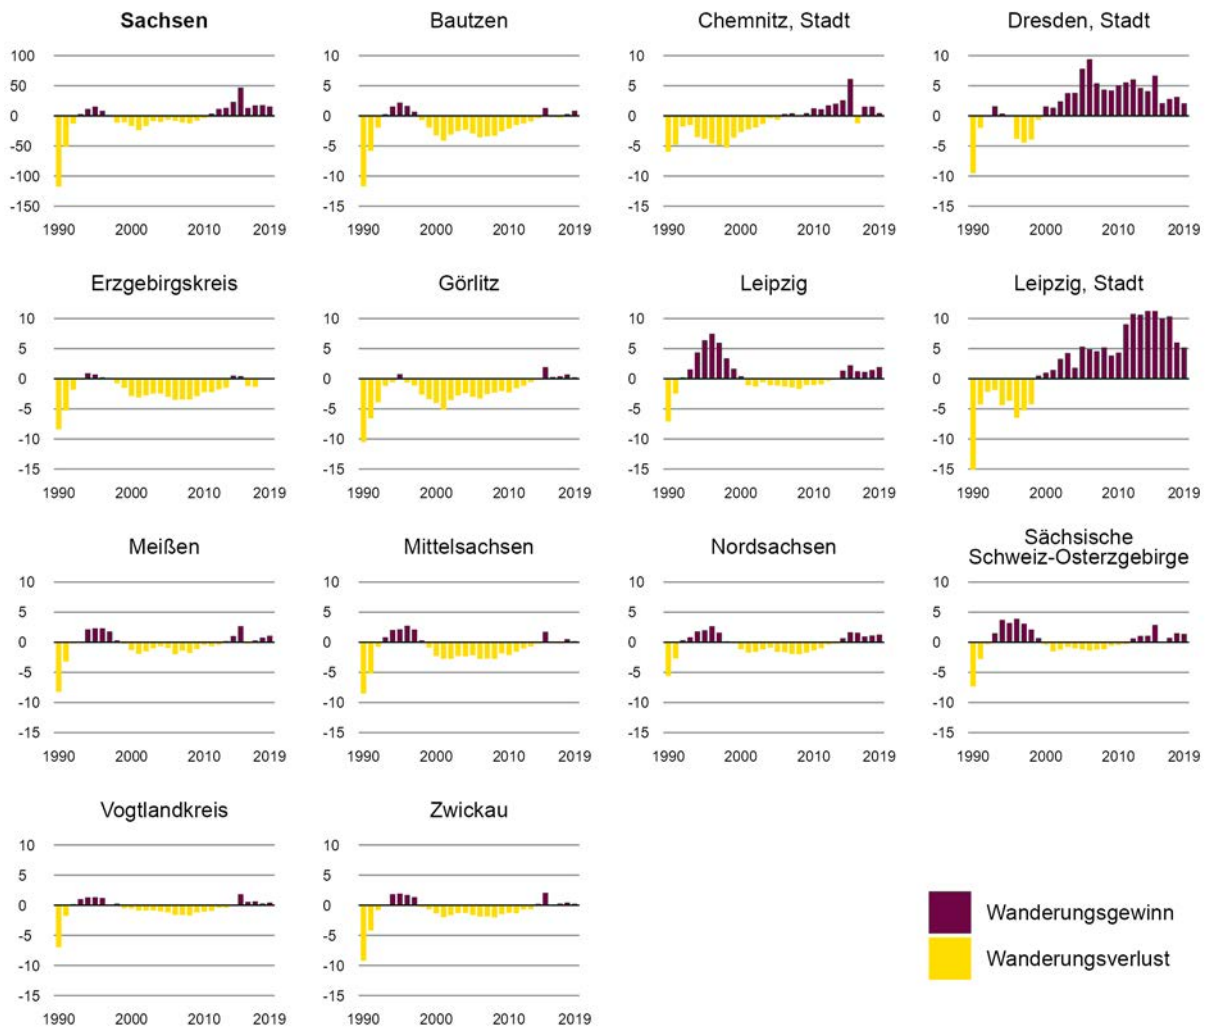 Sachsen
100
50
0
-50
-100
-150
1990 2000 2010 2019
Bautzen
10
5
0
-5
-10
-15
1990 2000 2010 2019
Chemnitz, Stadt
10
5
0
-5
-10
-15
1990 2000 2010 2019
Dresden, Stadt
10
5
0
-5
-10
-15
1990 2000 2010 2019
Erzgebirgskreis
10
5
0
-5
-10
-15
1990 2000 2010 2019
Görlitz
10
5
0
-5
-10
-15
1990 2000 2010 2019
Leipzig
10
5
0
-5
-10
-15
1990 2000 2010 2019
Leipzig, Stadt
10
5
0
-5
-10
-15
1990 2000 2010 2019
Meißen
10
5
0
-5
-10
-15
1990 2000 2010 2019
Mittelsachsen
10
5
0
-5
-10
-15
1990 2000 2010 2019
Nordsachsen
10
5
0
-5
-10
-15
1990 2000 2010 2019
Sächsische
Schweiz-Osterzgebirge
10
5
0
-5
-10
-15
1990 2000 2010 2019
Vogtlandkreis
10
5
0
-5
-10
-15
1990 2000 2010 2019
Zwickau
10
5
0
-5
-10
-15
1990 2000 2010 2019
Wanderungsgewinn
Wanderungsverlust